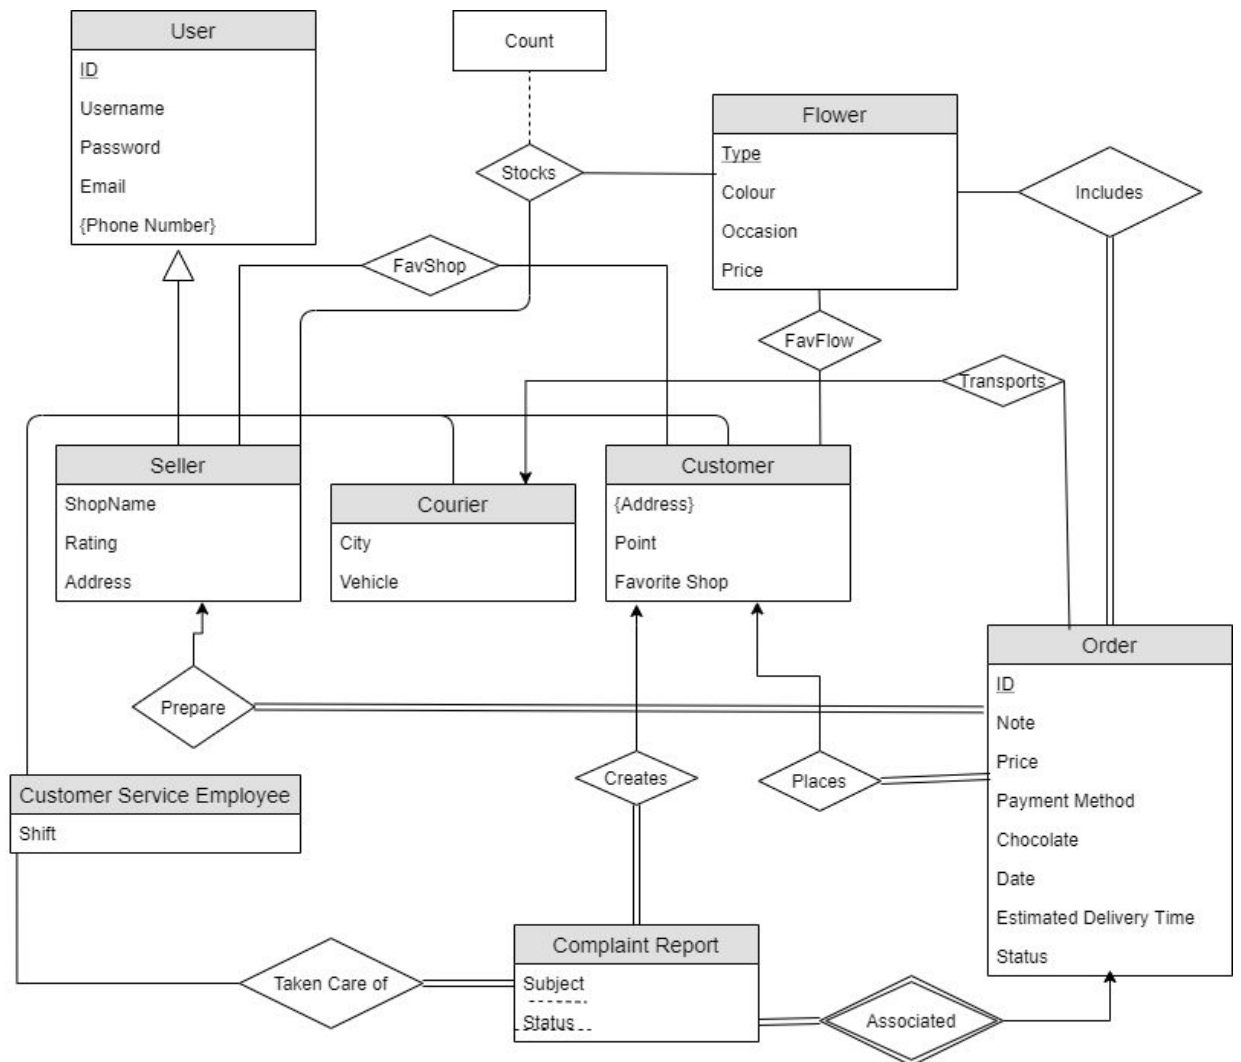 User
ID
Username
Password
Email
{Phone Number}
Count
Stocks
Flower
Type
Colour
Occasion
Price
Includes
FavShop
FavFlow
Transports
Seller
ShopName
Rating
Address
Courier
City
Vehicle
Customer
{Address}
Point
Favorite Shop
Order
ID
Note
Price
Payment Method
Chocolate
Date
Estimated Delivery Time
Status
Prepare
Creates
Places
Customer Service Employee
Shift
Taken Care of
Complaint Report
Subject
Status
Associated